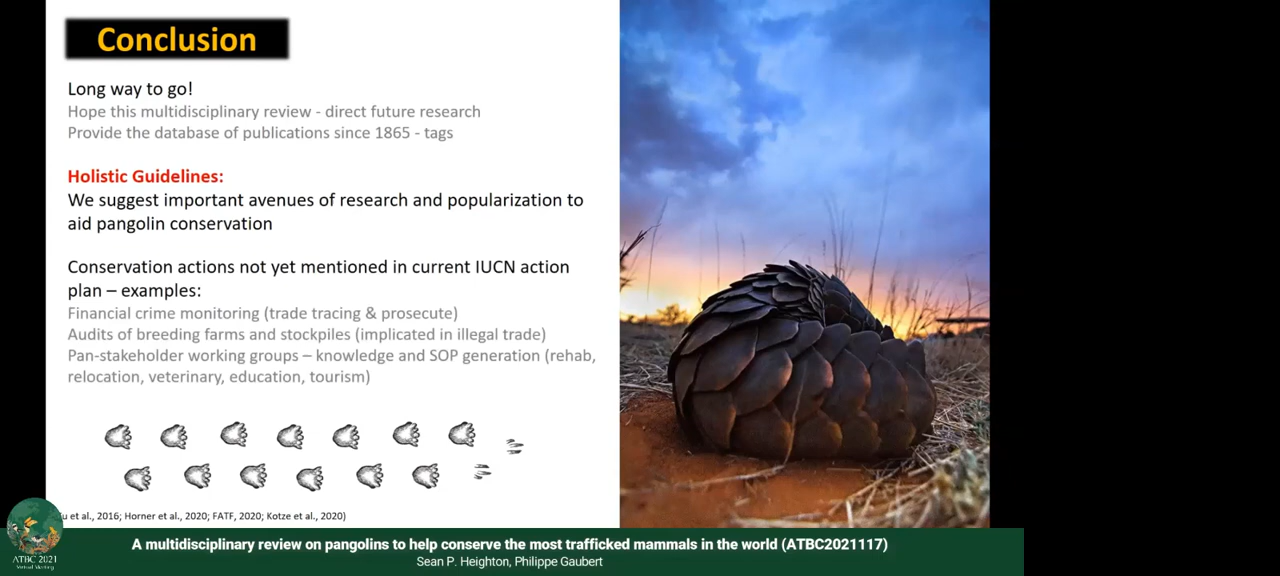 Conclusion
Long way to go!
Hope this multidisciplinary review - direct future research
Provide the database of publications since 1865 - tags
Holistic Guidelines:
We suggest important avenues of research and popularization to
aid pangolin conservation
Conservation actions not yet mentioned in current IUCN action
plan – examples:
Financial crime monitoring (trade tracing & prosecute)
Audits of breeding farms and stockpiles (implicated in illegal trade)
Pan-stakeholder working groups – knowledge and SOP generation (rehab,
relocation, veterinary, education, tourism)
et al., 2016; Horner et al., 2020; FATF, 2020; Kotze et al., 2020)
ATBC 2021
Virtual Meeting
A multidisciplinary review on pangolins to help conserve the most trafficked mammals in the world (ATBC2021117)
Sean P. Heighton, Philippe Gaubert